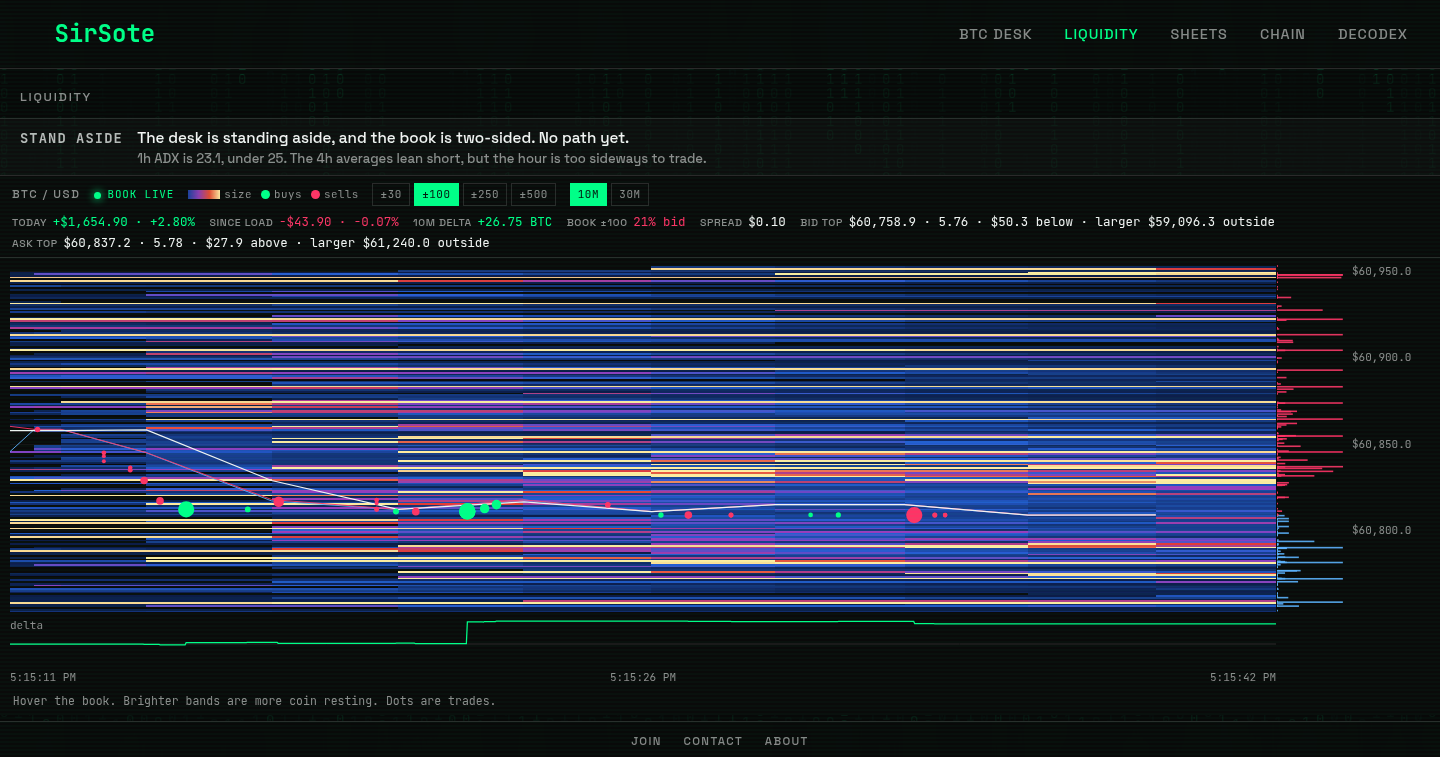 SirSote
BTC DESK LIQUIDITY SHEETS CHAIN DECODEX
LIQUIDITY
STAND ASIDE The desk is standing aside, and the book is two-sided. No path yet.
1h ADX is 23.1, under 25. The 4h averages lean short, but the hour is too sideways to trade.
BTC / USD BOOK LIVE size buys sells ±30 ±100 ±250 ±500 10M 30M
TODAY +$1,654.90 · +2.80% SINCE LOAD -$43.90 · -0.07% 10M DELTA +26.75 BTC BOOK ±100 21% bid SPREAD $0.10 BID TOP $60,758.9 · 5.76 · $50.3 below · larger $59,096.3 outside
ASK TOP $60,837.2 · 5.78 · $27.9 above · larger $61,240.0 outside
$60,950.0
$60,900.0
$60,850.0
$60,800.0
delta
5:15:11 PM 5:15:26 PM 5:15:42 PM
Hover the book. Brighter bands are more coin resting. Dots are trades.
JOIN CONTACT ABOUT